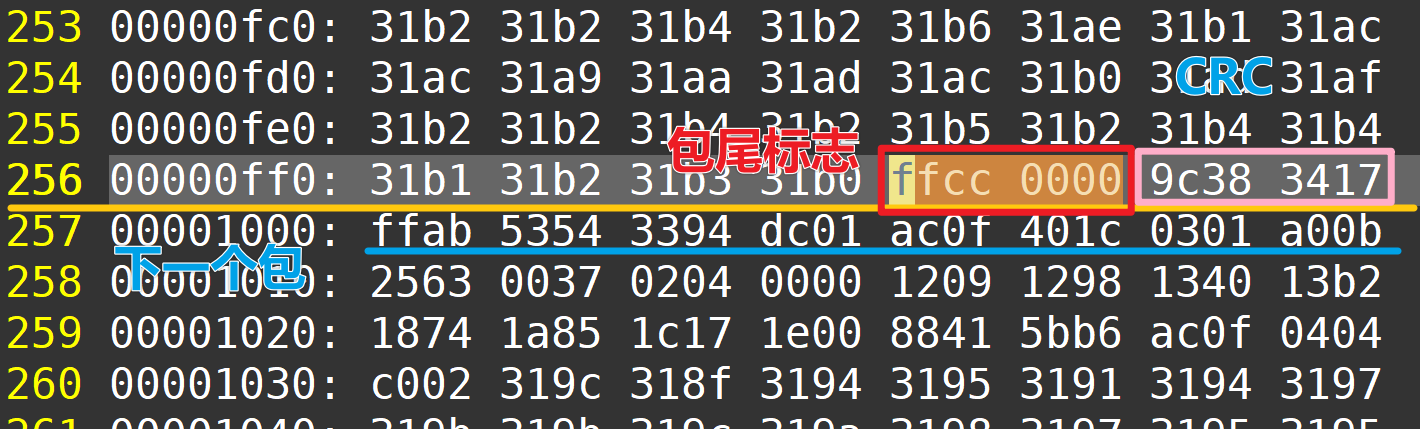 253 00000fc0: 31b2 31b2 31b4 31b2 31b6 31ae 31b1 31ac
254 00000fd0: 31ac 31a9 31aa 31ad 31ac 31b0 31af
CRC
255 00000fe0: 31b2 31b2 31b4 31b2 31b5 31b2 31b4 31b4
包尾标志
256 00000ff0: 31b1 31b2 31b3 31b0 ffcc 0000 9c38 3417
257 00001000: ffab 5354 3394 dc01 ac0f 401c 0301 a00b
下一个包
258 00001010: 2563 0037 0204 0000 1209 1298 1340 13b2
259 00001020: 1874 1a85 1c17 1e00 8841 5bb6 ac0f 0404
260 00001030: c002 319c 318f 3194 3195 3191 3194 3197